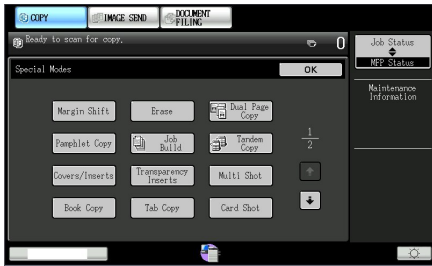 COPY
IMAGE SEND
DOCUMENT
FILING
Ready to scan for copy.
0
Job Status
MFP Status
Special Modes
OK
Maintenance
Information
Margin Shift
Erase
Dual Page
Copy
Pamphlet Copy
Job
Build
Tandem
Copy
1
2
Covers/Inserts
Transparency
Inserts
Multi Shot
Book Copy
Tab Copy
Card Shot